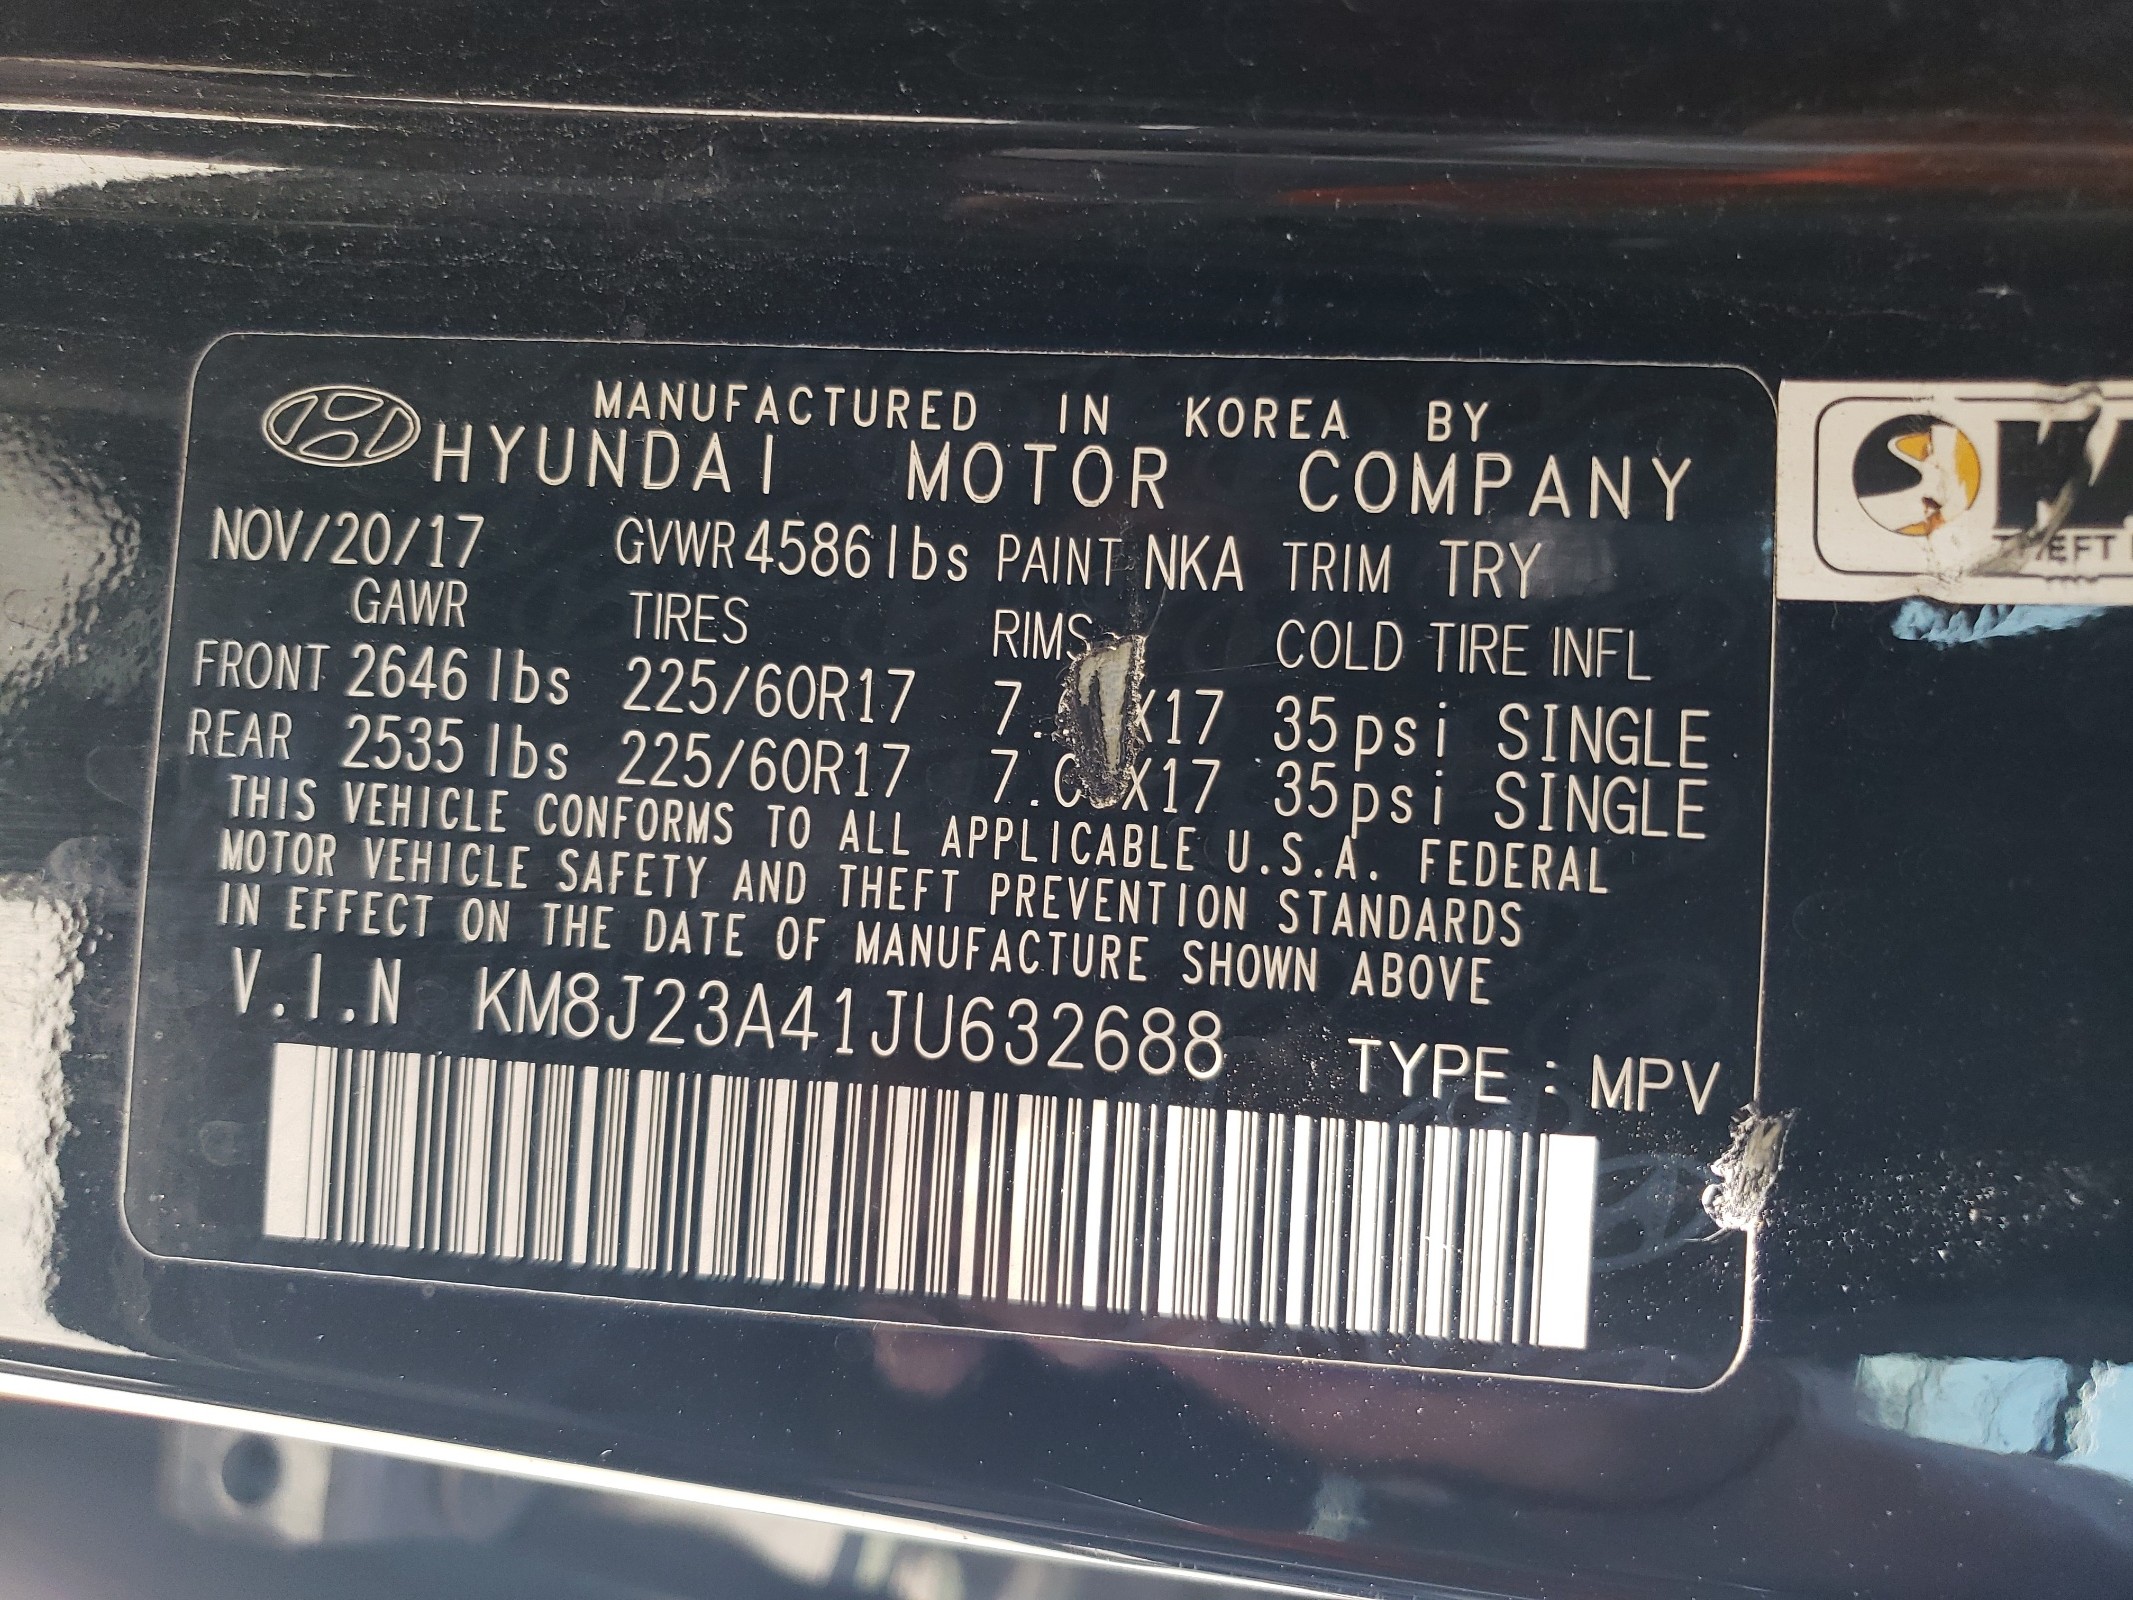 MANUFACTURED IN KOREA BY
HYUNDAI MOTOR COMPANY
NOV/20/17 GVWR 4586 lbs PAINT NKA TRIM TRY
GAWR TIRES RIMS COLD TIRE INFL
FRONT 2646 lbs 225/60R17 X17 35psi SINGLE
REAR 2535 lbs 225/60R17 X17 35psi SINGLE
THIS VEHICLE CONFORMS TO ALL APPLICABLE U.S.A. FEDERAL
MOTOR VEHICLE SAFETY AND THEFT PREVENTION STANDARDS
IN EFFECT ON THE DATE OF MANUFACTURE SHOWN ABOVE
V.I.N KM8J23A41JU632688
TYPE : MPV
THEFT